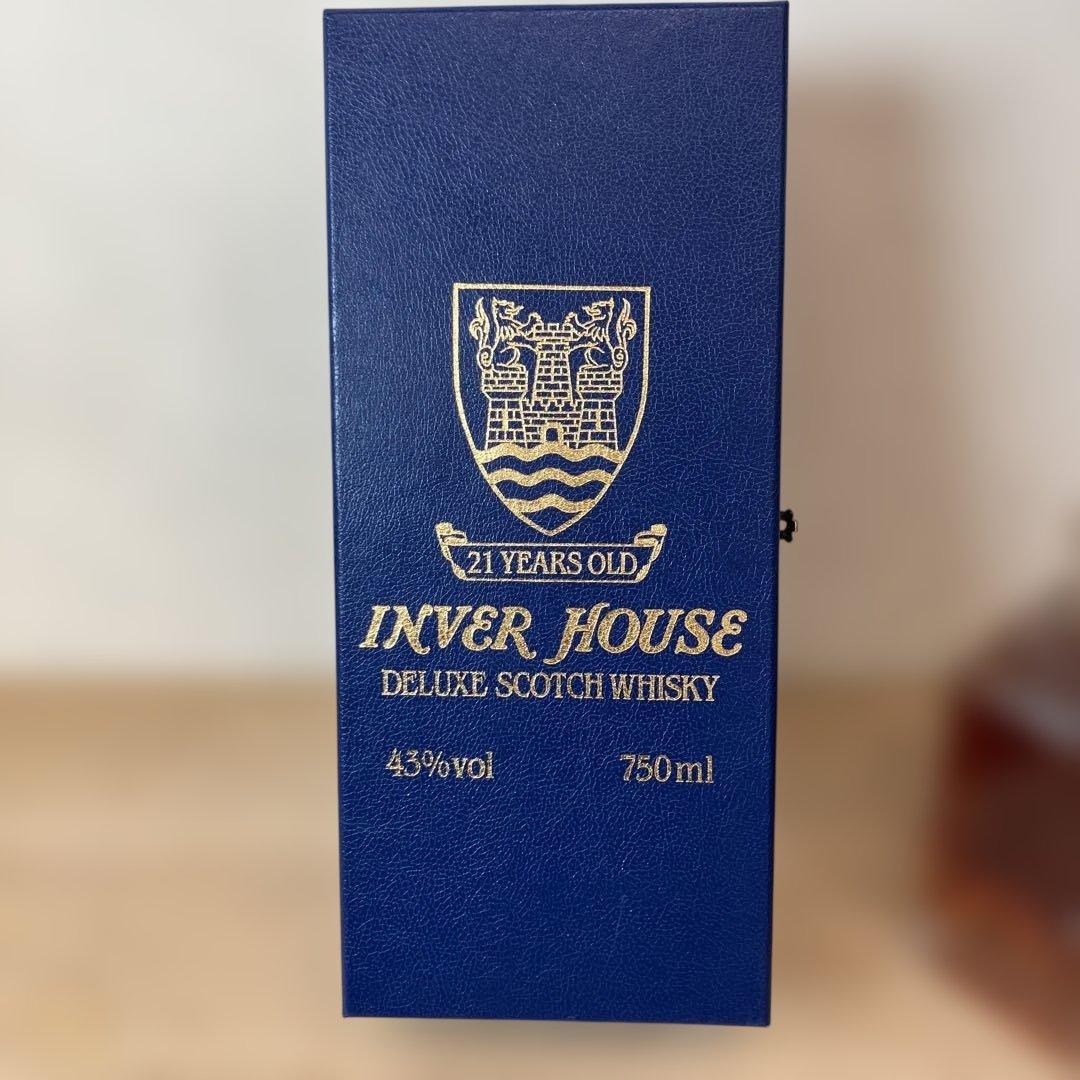 21 YEARS OLD
INVER HOUSE
DELUXE SCOTCH WHISKY
43%vol 750ml